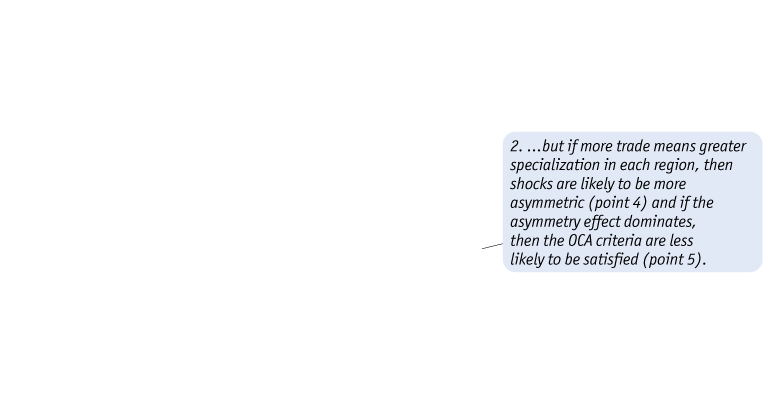 2. ...but if more trade means greater
specialization in each region, then
shocks are likely to be more
asymmetric (point 4) and if the
asymmetry effect dominates,
then the OCA criteria are less
likely to be satisfied (point 5).